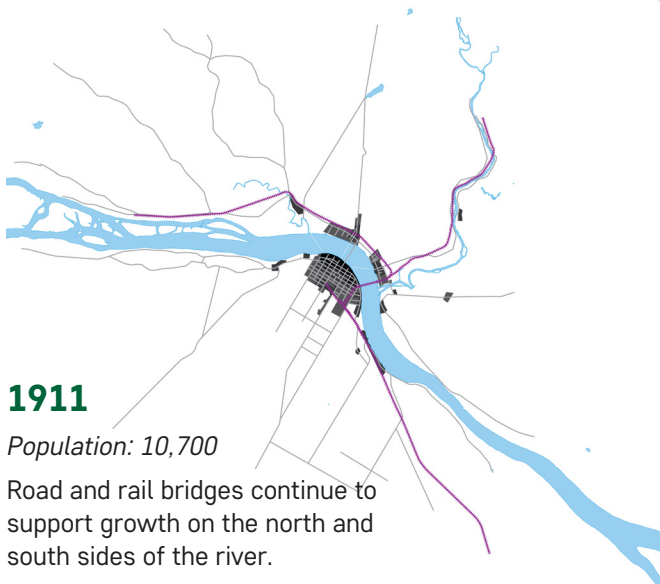 1911
Population: 10,700
Road and rail bridges continue to
support growth on the north and
south sides of the river.